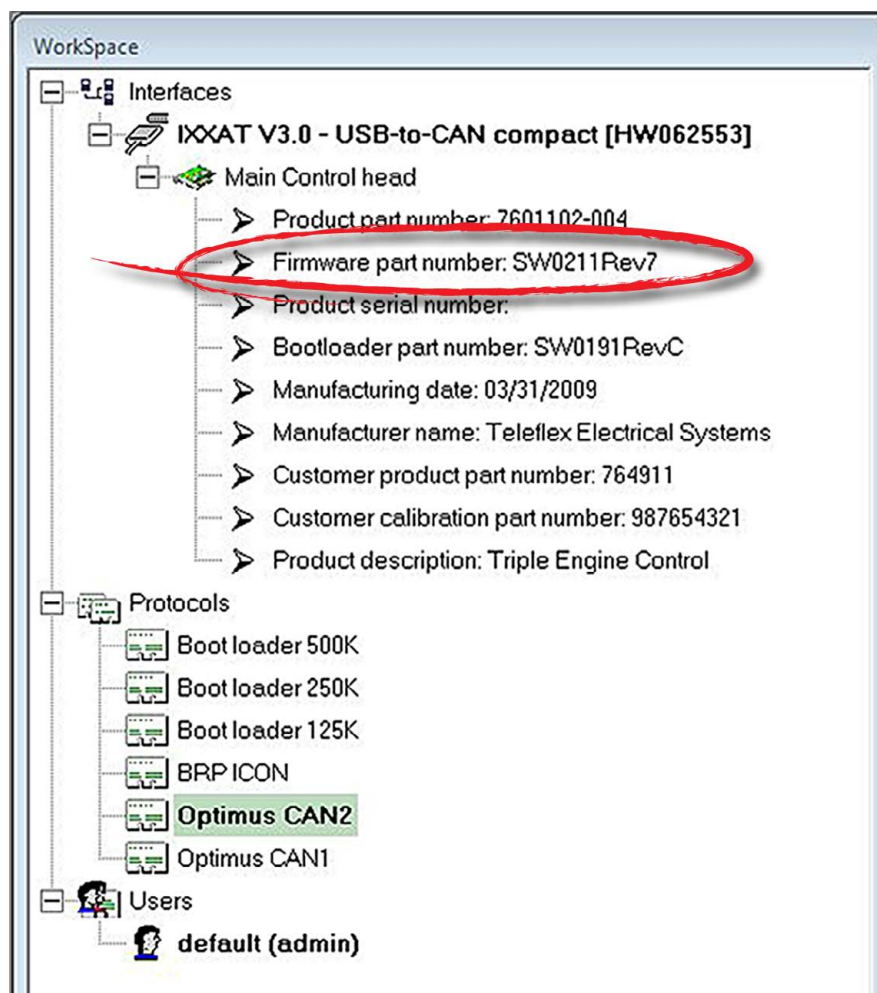 WorkSpace
Interfaces
IXXAT V3.0 - USB-to-CAN compact [HW062553]
Main Control head
Product part number: 7601102-004
Firmware part number: SW0211Rev7
Product serial number:
Bootloader part number: SW0191RevC
Manufacturing date: 03/31/2009
Manufacturer name: Teleflex Electrical Systems
Customer product part number: 764911
Customer calibration part number: 987654321
Product description: Triple Engine Control
Protocols
Boot loader 500K
Boot loader 250K
Boot loader 125K
BRP ICON
Optimus CAN2
Optimus CAN1
Users
default (admin)